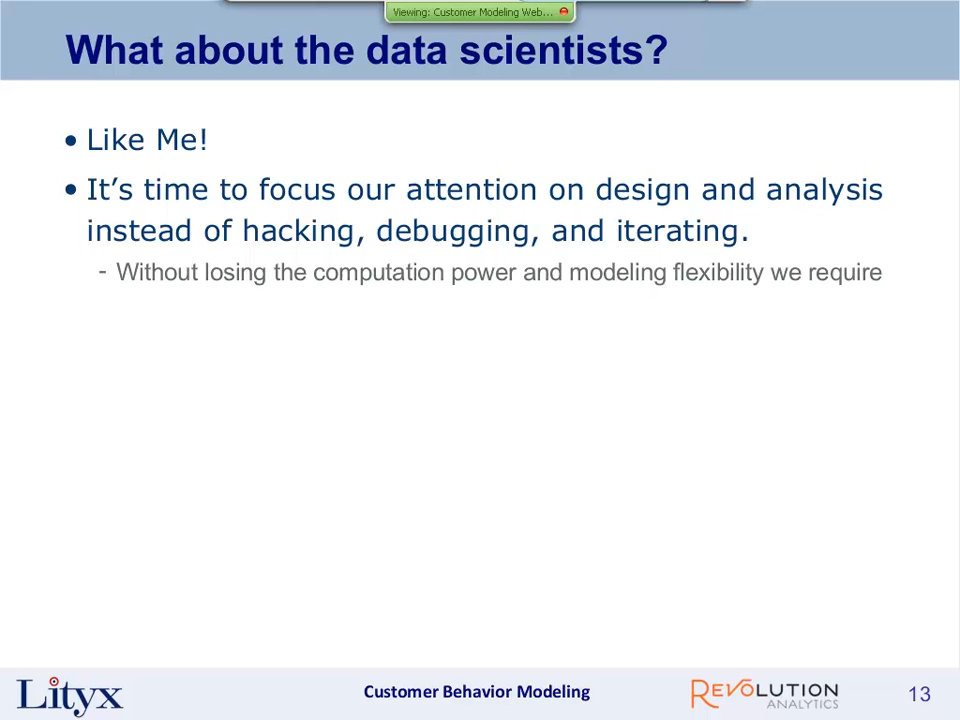 Viewing: Customer Modeling Web...
What about the data scientists?
• Like Me!
• It’s time to focus our attention on design and analysis
instead of hacking, debugging, and iterating.
- Without losing the computation power and modeling flexibility we require
Lityx
Customer Behavior Modeling
REVOLUTION
ANALYTICS
13